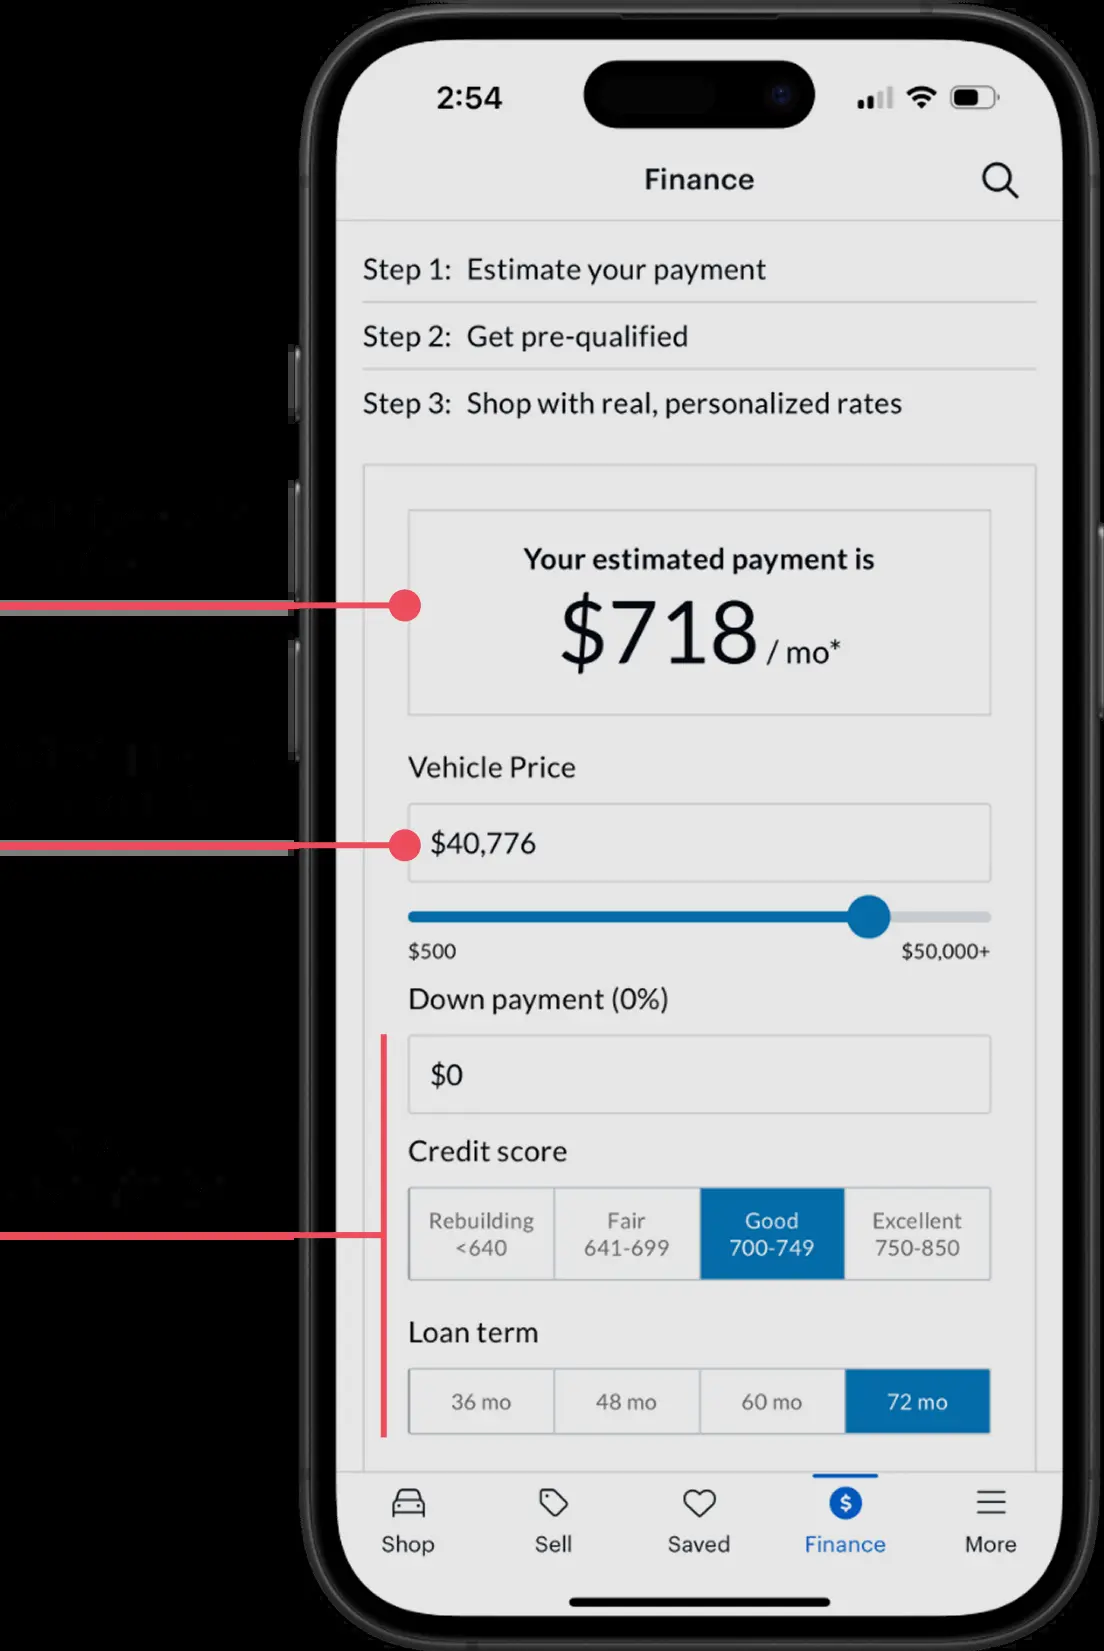 2:54
Finance
Step 1: Estimate your payment
Step 2: Get pre-qualified
Step 3: Shop with real, personalized rates
Your estimated payment is
$718 / mo*
Vehicle Price
$40,776
$500 $50,000+
Down payment (0%)
$0
Credit score
Rebuilding Fair Good Excellent
<640 641-699 700-749 750-850
Loan term
36 mo 48 mo 60 mo 72 mo
Shop Sell Saved Finance More